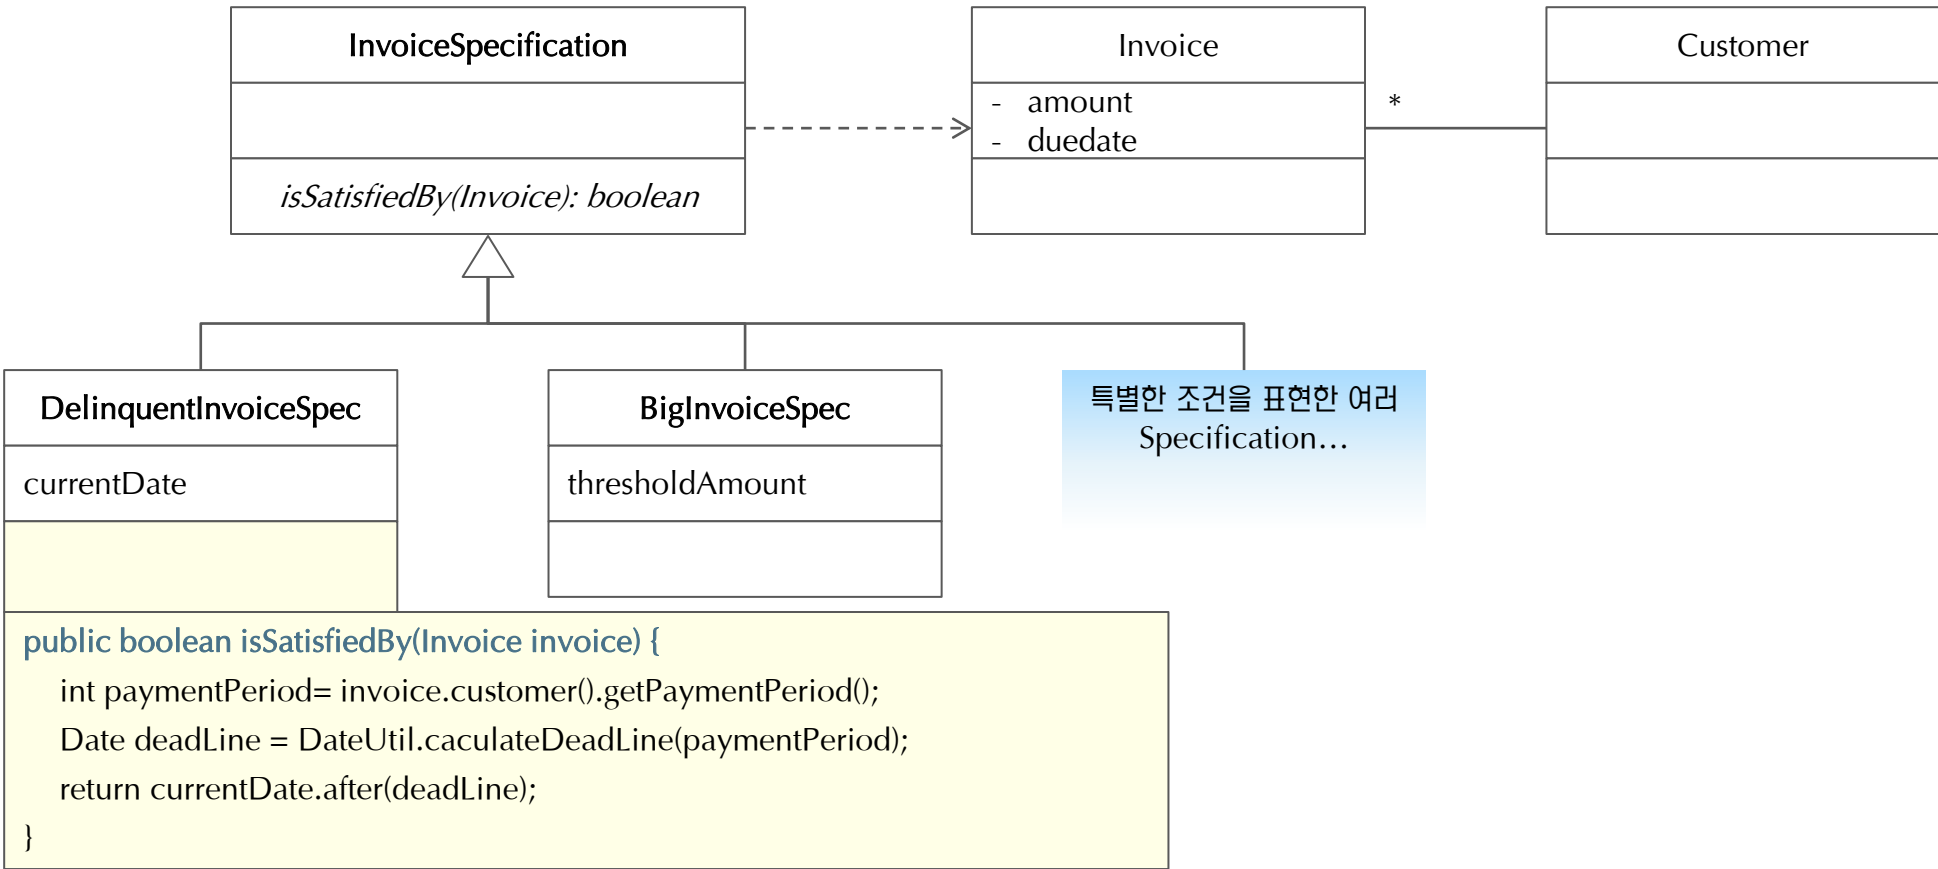 InvoiceSpecification
isSatisfiedBy(Invoice): boolean
Invoice
- amount
- duedate
*
Customer
DelinquentInvoiceSpec
currentDate
BigInvoiceSpec
thresholdAmount
특별한 조건을 표현한 여러
Specification...
public boolean isSatisfiedBy(Invoice invoice) {
int paymentPeriod= invoice.customer().getPaymentPeriod();
Date deadLine = DateUtil.caculateDeadLine(paymentPeriod);
return currentDate.after(deadLine);
}